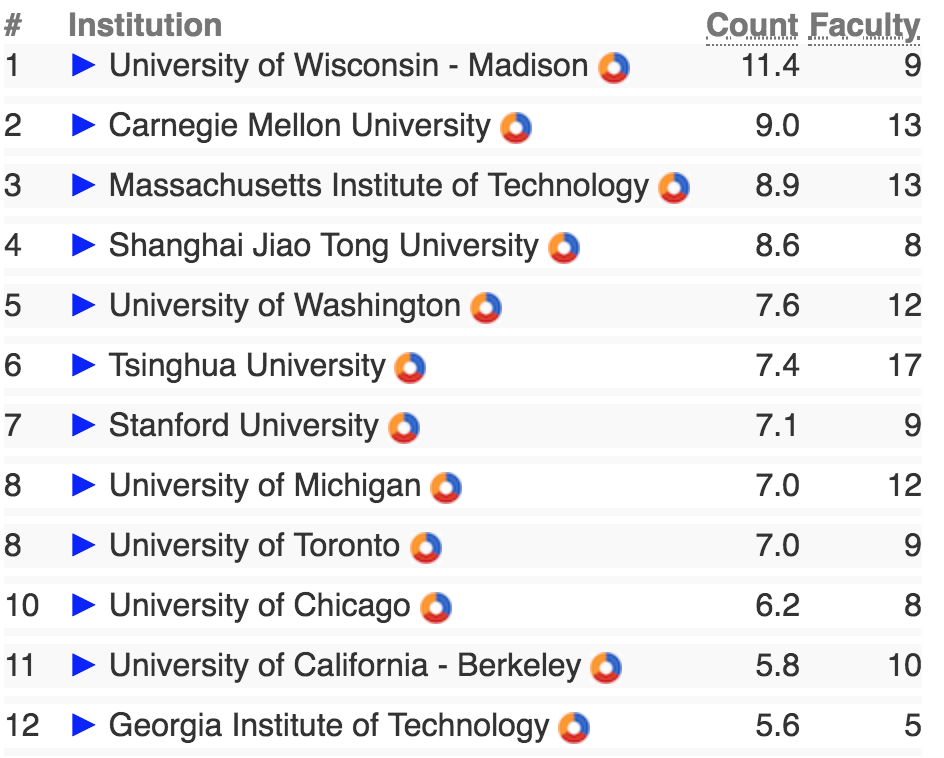 # Institution Count Faculty
1 ► University of Wisconsin - Madison 11.4 9
2 ► Carnegie Mellon University 9.0 13
3 ► Massachusetts Institute of Technology 8.9 13
4 ► Shanghai Jiao Tong University 8.6 8
5 ► University of Washington 7.6 12
6 ► Tsinghua University 7.4 17
7 ► Stanford University 7.1 9
8 ► University of Michigan 7.0 12
8 ► University of Toronto 7.0 9
10 ► University of Chicago 6.2 8
11 ► University of California - Berkeley 5.8 10
12 ► Georgia Institute of Technology 5.6 5